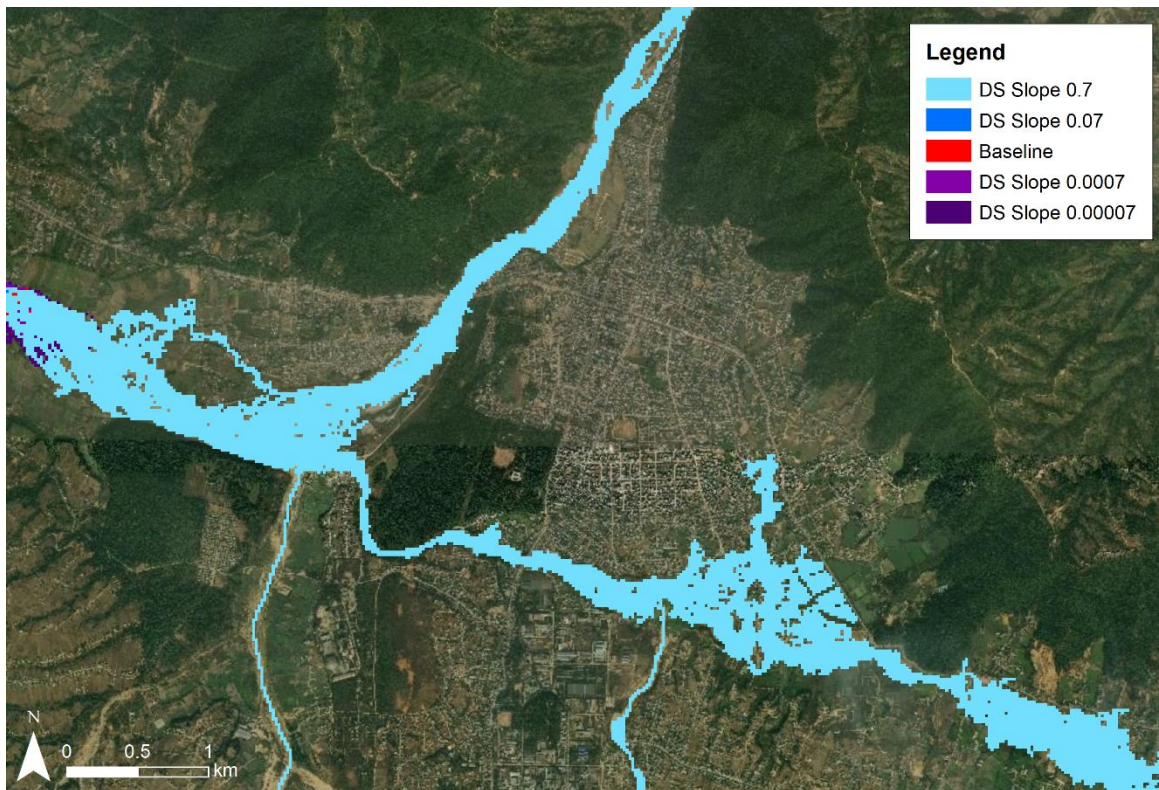 Legend
DS Slope 0.7
DS Slope 0.07
Baseline
DS Slope 0.0007
DS Slope 0.00007
N
0 0.5 1
km